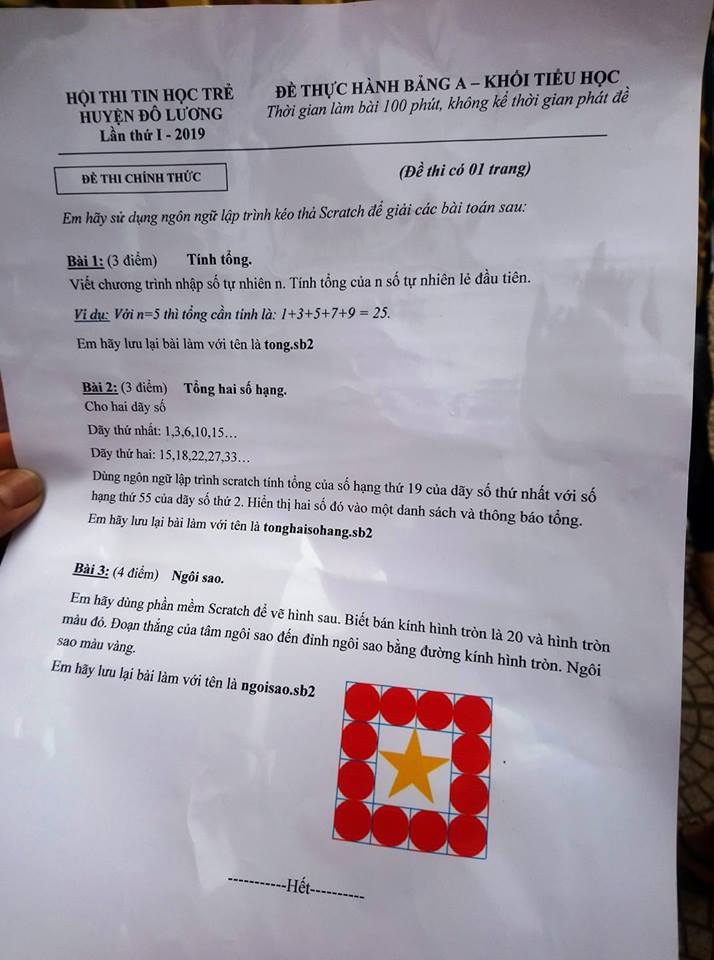 HỘI THI TIN HỌC TRẺ
HUYỆN ĐÔ LƯƠNG
Lần thứ I - 2019
ĐỀ THỰC HÀNH BẢNG A – KHỐI TIỂU HỌC
Thời gian làm bài 100 phút, không kể thời gian phát đề
ĐỀ THI CHÍNH THỨC
(Đề thi có 01 trang)
Em hãy sử dụng ngôn ngữ lập trình kéo thả Scratch để giải các bài toán sau:
Bài 1: (3 điểm) Tính tổng.
Viết chương trình nhập số tự nhiên n. Tính tổng của n số tự nhiên lẻ đầu tiên.
Ví dụ: Với n=5 thì tổng cần tính là: 1+3+5+7+9 = 25.
Em hãy lưu lại bài làm với tên là tong.sb2
Bài 2: (3 điểm) Tổng hai số hạng.
Cho hai dãy số
Dãy thứ nhất: 1,3,6,10,15…
Dãy thứ hai: 15,18,22,27,33…
Dùng ngôn ngữ lập trình scratch tính tổng của số hạng thứ 19 của dãy số thứ nhất với số
hạng thứ 55 của dãy số thứ 2. Hiển thị hai số đó vào một danh sách và thông báo tổng.
Em hãy lưu lại bài làm với tên là tonghaisohang.sb2
Bài 3: (4 điểm) Ngôi sao.
Em hãy dùng phần mềm Scratch để vẽ hình sau. Biết bán kính hình tròn là 20 và hình tròn
màu đỏ. Đoạn thẳng của tâm ngôi sao đến đỉnh ngôi sao bằng đường kính hình tròn. Ngôi
sao màu vàng.
Em hãy lưu lại bài làm với tên là ngoisao.sb2
-----------Hết----------